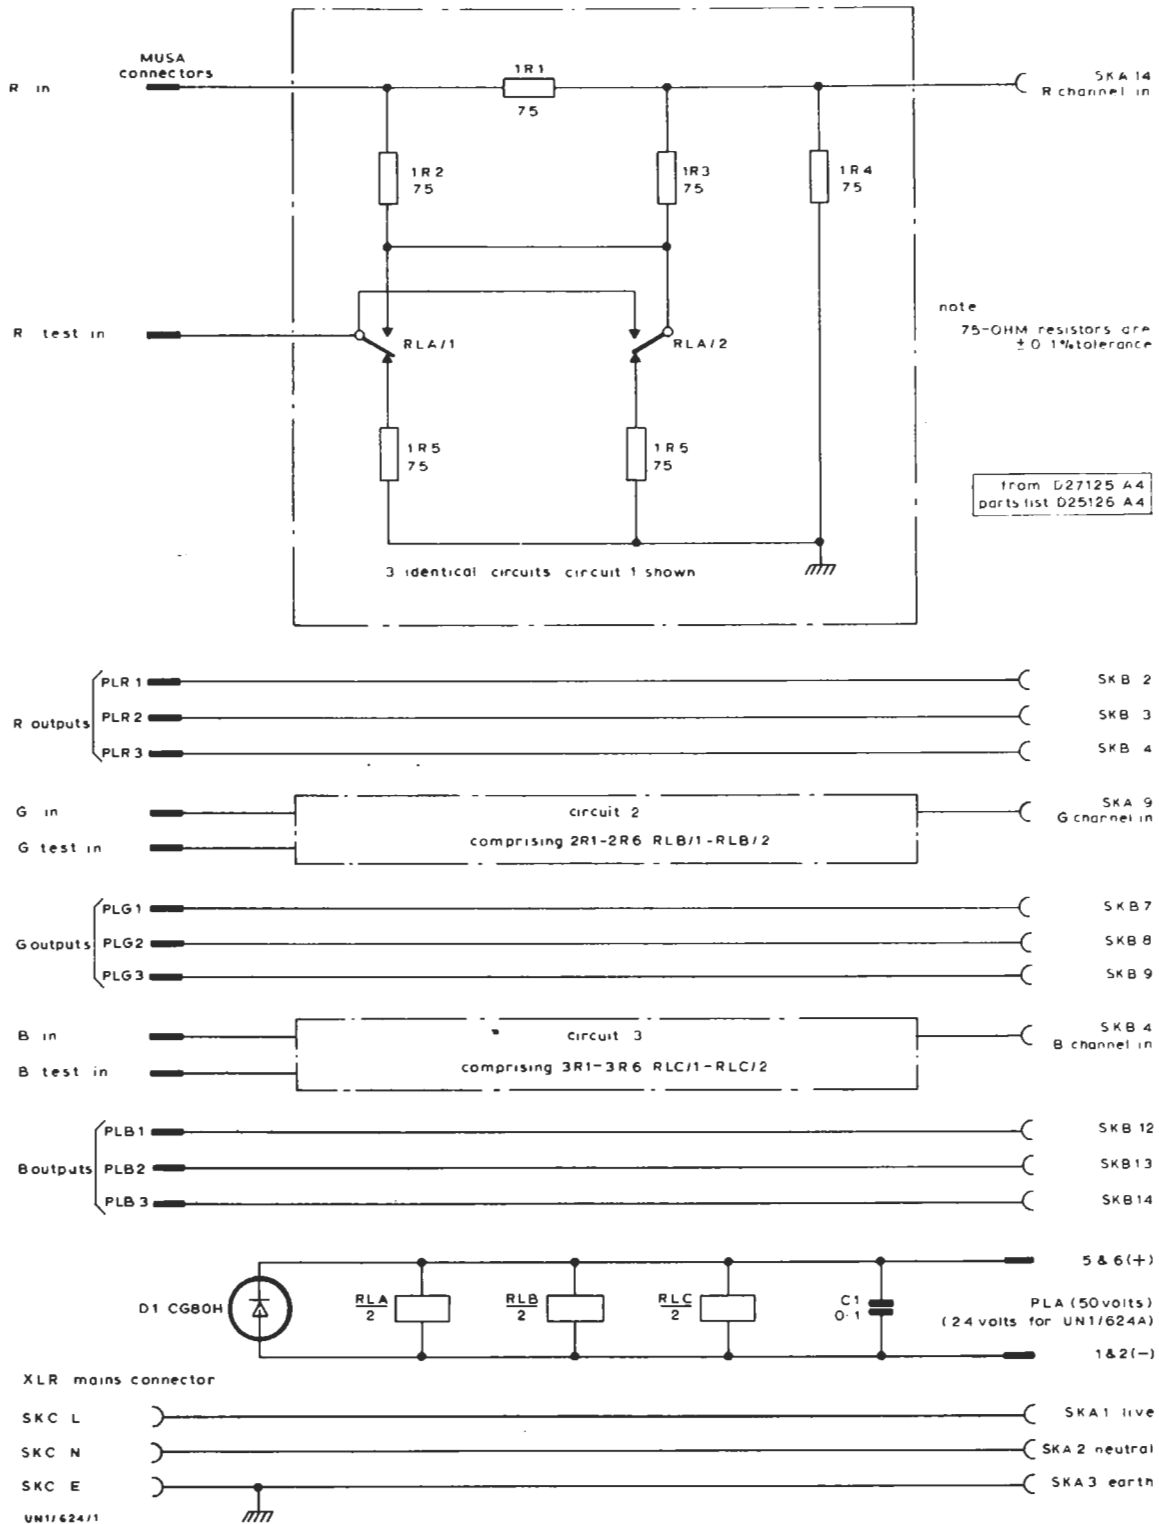 MUSA
connectors
R in
1R1
75
SKA 14
R channel in
1R2
75
1R3
75
1R4
75
R test in
RLA/1
RLA/2
note
75-OHM resistors are
± 0.1% tolerance
1R5
75
1R5
75
from D27125 A4
parts list D25126 A4
3 identical circuits circuit 1 shown
R outputs
PLR 1
SKB 2
PLR 2
SKB 3
PLR 3
SKB 4
G in
G test in
circuit 2
comprising 2R1-2R6 RLB/1-RLB/2
SKA 9
G channel in
G outputs
PLG1
SKB7
PLG2
SKB 8
PLG3
SKB 9
B in
B test in
circuit 3
comprising 3R1-3R6 RLC/1-RLC/2
SKB 4
B channel in
B outputs
PLB1
SKB 12
PLB2
SKB13
PLB3
SKB14
D1 CG80H
RLA
2
RLB
2
RLC
2
C1
0.1
5 & 6 (+)
PLA (50 volts)
(24 volts for UN1/624A)
1&2(-)
XLR mains connector
SKC L
SKA1 live
SKC N
SKA2 neutral
SKC E
SKA3 earth
UN1/624/1